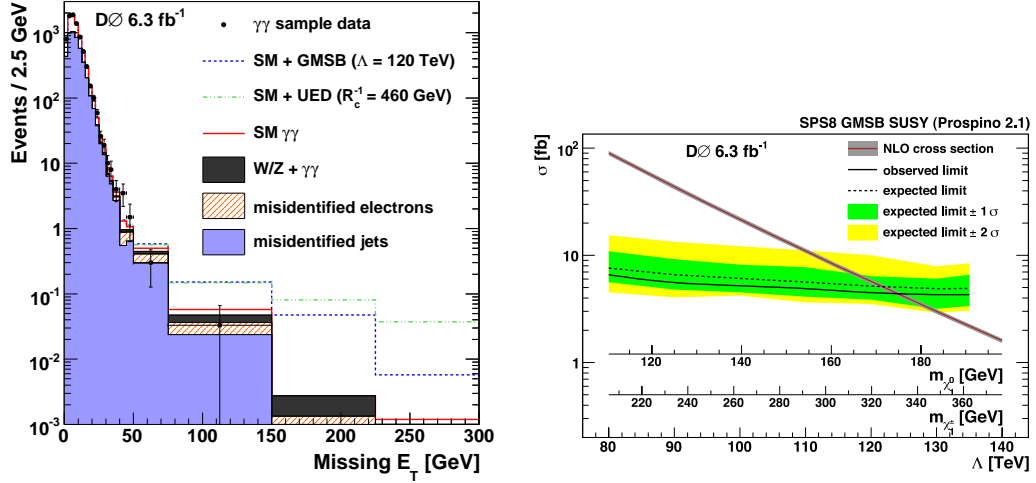 Events / 2.5 GeV
DØ 6.3 fb⁻¹
γγ sample data
SM + GMSB (Λ = 120 TeV)
SM + UED (R_c⁻¹ = 460 GeV)
SM γγ
W/Z + γγ
misidentified electrons
misidentified jets
10³
10²
10
1
10⁻¹
10⁻²
10⁻³
0 50 100 150 200 250 300
Missing E_T [GeV]
SPS8 GMSB SUSY (Prospino 2.1)
σ [fb]
DØ 6.3 fb⁻¹
NLO cross section
observed limit
expected limit
expected limit ± 1 σ
expected limit ± 2 σ
10²
10
1
120 140 160 180
m_χ₁⁰ [GeV]
220 240 260 280 300 320 340 360
m_χ₁± [GeV]
80 90 100 110 120 130 140
Λ [TeV]